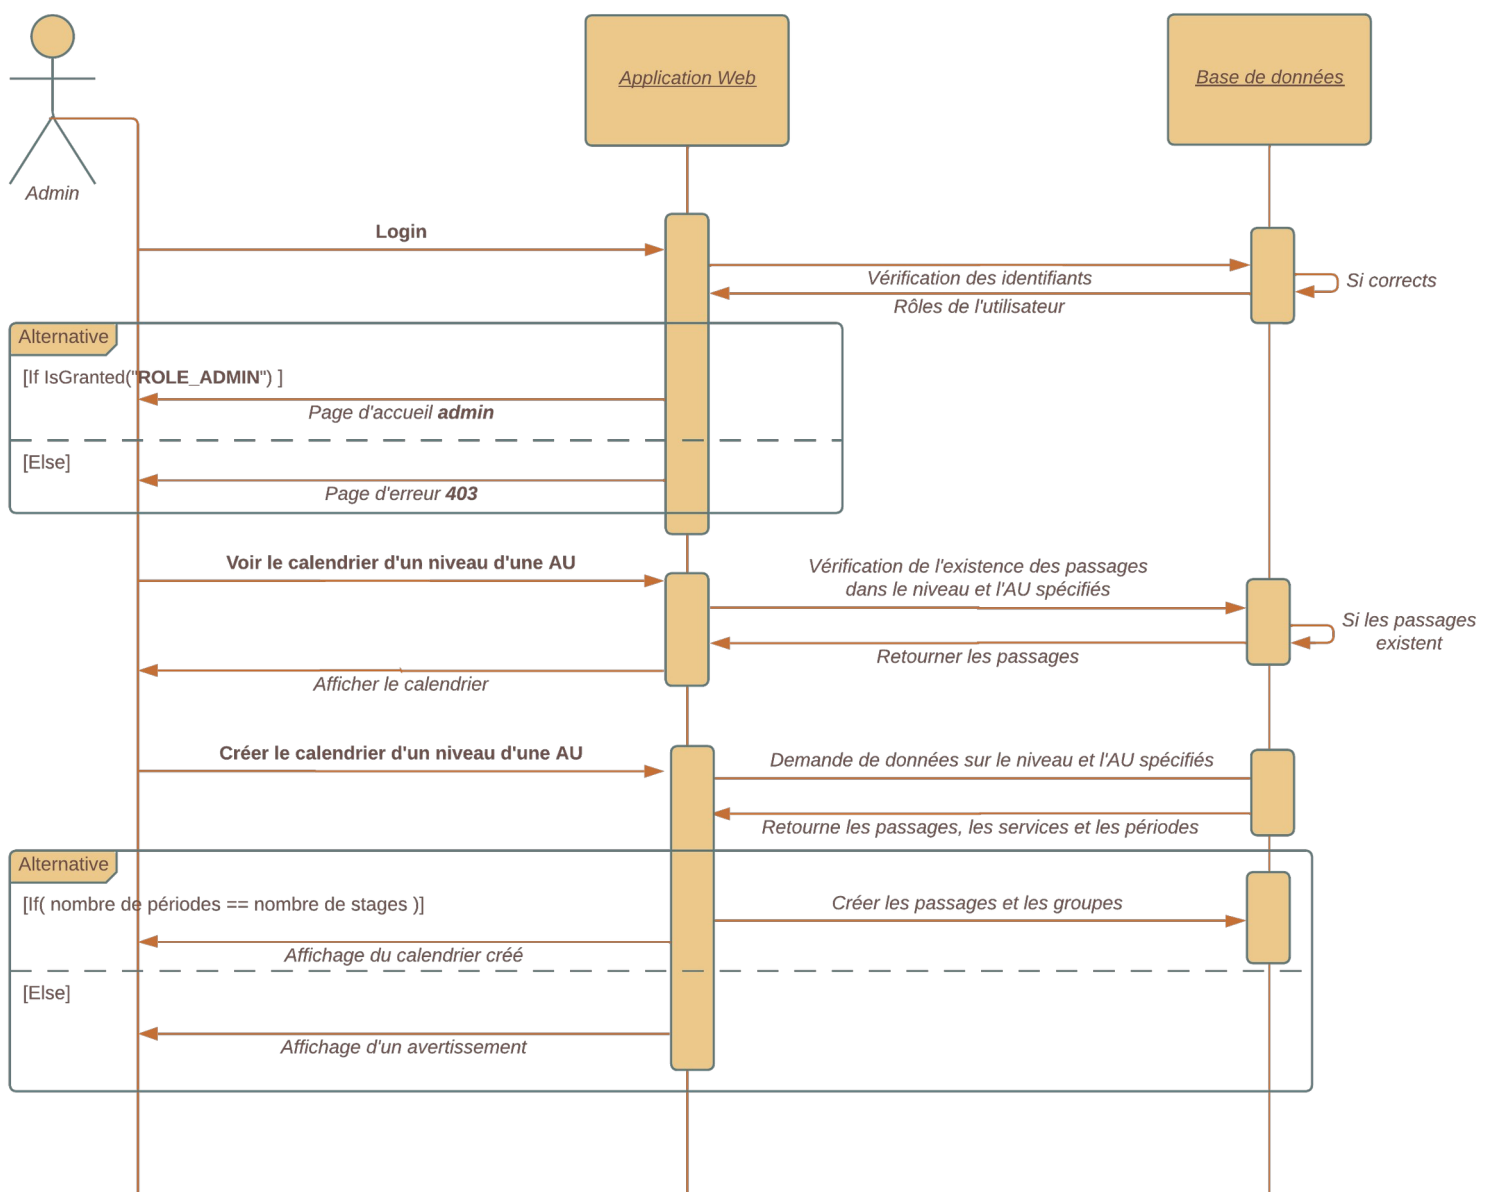 Application Web
Base de données
Admin
Login
Vérification des identifiants
Si corrects
Rôles de l'utilisateur
Alternative
[If IsGranted("ROLE_ADMIN") ]
Page d'accueil admin
[Else]
Page d'erreur 403
Voir le calendrier d'un niveau d'une AU
Vérification de l'existence des passages
dans le niveau et l'AU spécifiés
Si les passages
existent
Retourner les passages
Afficher le calendrier
Créer le calendrier d'un niveau d'une AU
Demande de données sur le niveau et l'AU spécifiés
Retourne les passages, les services et les périodes
Alternative
[If( nombre de périodes == nombre de stages )]
Créer les passages et les groupes
Affichage du calendrier créé
[Else]
Affichage d'un avertissement